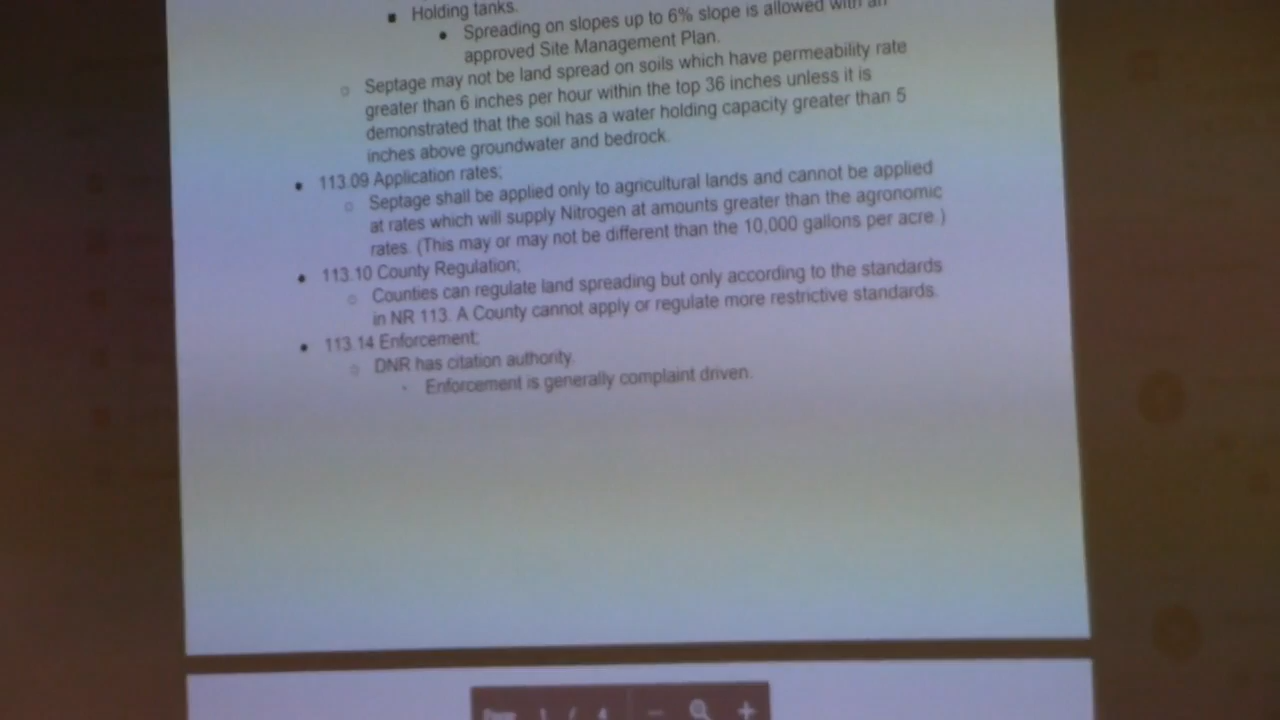 ▪ Holding tanks.
• Spreading on slopes up to 6% slope is allowed with an
approved Site Management Plan.
o Septage may not be land spread on soils which have permeability rate
greater than 6 inches per hour within the top 36 inches unless it is
demonstrated that the soil has a water holding capacity greater than 5
inches above groundwater and bedrock.
• 113.09 Application rates;
o Septage shall be applied only to agricultural lands and cannot be applied
at rates which will supply Nitrogen at amounts greater than the agronomic
rates. (This may or may not be different than the 10,000 gallons per acre.)
• 113.10 County Regulation;
o Counties can regulate land spreading but only according to the standards
in NR 113. A County cannot apply or regulate more restrictive standards.
• 113.14 Enforcement;
o DNR has citation authority.
▪ Enforcement is generally complaint driven.
Page 1 / 4 − +